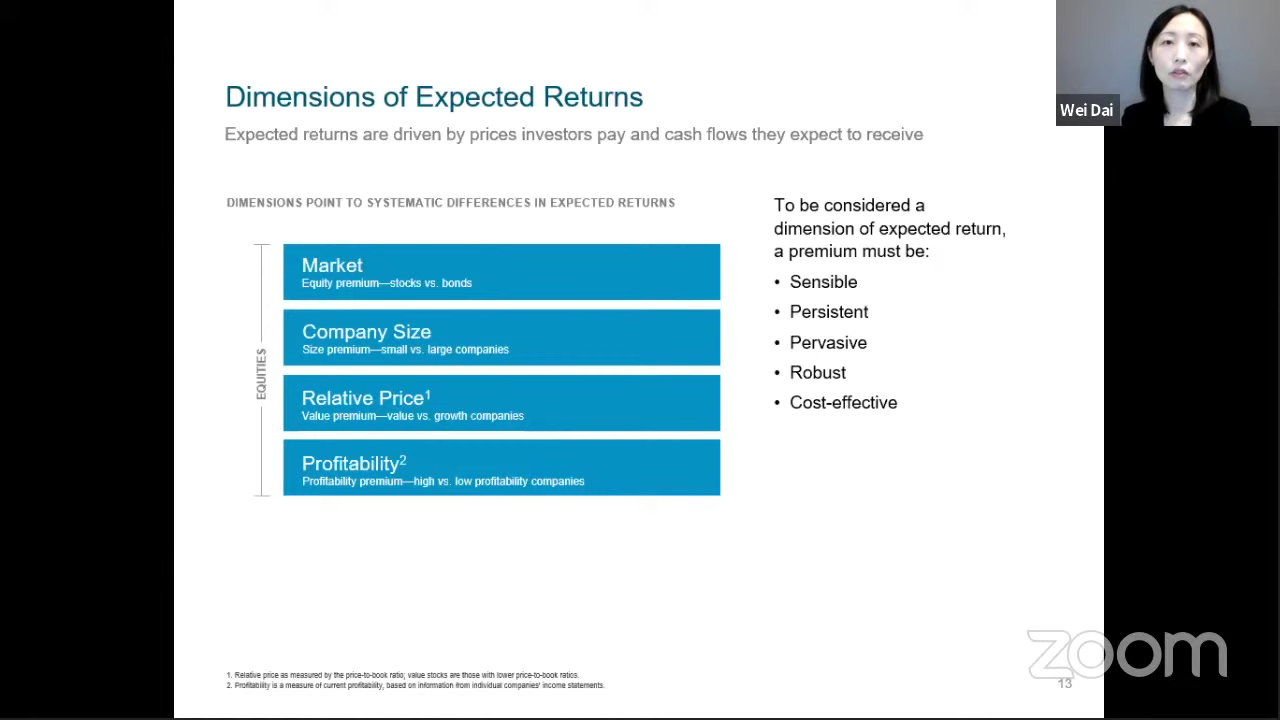 Dimensions of Expected Returns
Expected returns are driven by prices investors pay and cash flows they expect to receive
DIMENSIONS POINT TO SYSTEMATIC DIFFERENCES IN EXPECTED RETURNS
EQUITIES
Market
Equity premium—stocks vs. bonds
Company Size
Size premium—small vs. large companies
Relative Price¹
Value premium—value vs. growth companies
Profitability²
Profitability premium—high vs. low profitability companies
To be considered a
dimension of expected return,
a premium must be:
• Sensible
• Persistent
• Pervasive
• Robust
• Cost-effective
1. Relative price as measured by the price-to-book ratio; value stocks are those with lower price-to-book ratios.
2. Profitability is a measure of current profitability, based on information from individual companies' income statements.
13
Wei Dai
zoom